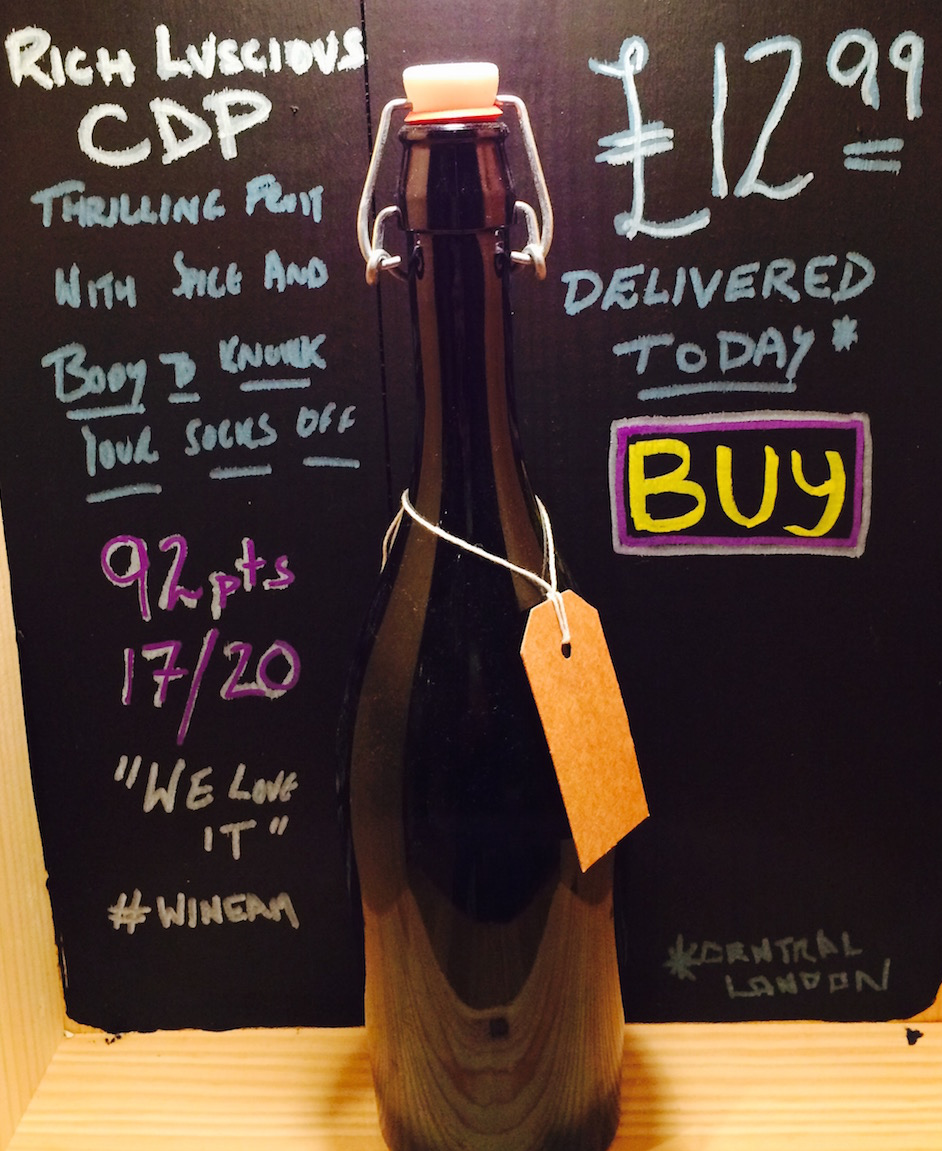 RICH LUSCIOUS
CDP
THRILLING FRUIT
WITH SPICE AND
BODY TO KNOCK
YOUR SOCKS OFF
92pts
17/20
"WE LOVE
IT"
#WINEAM
£12.99
DELIVERED
TODAY*
BUY
*CENTRAL
LONDON